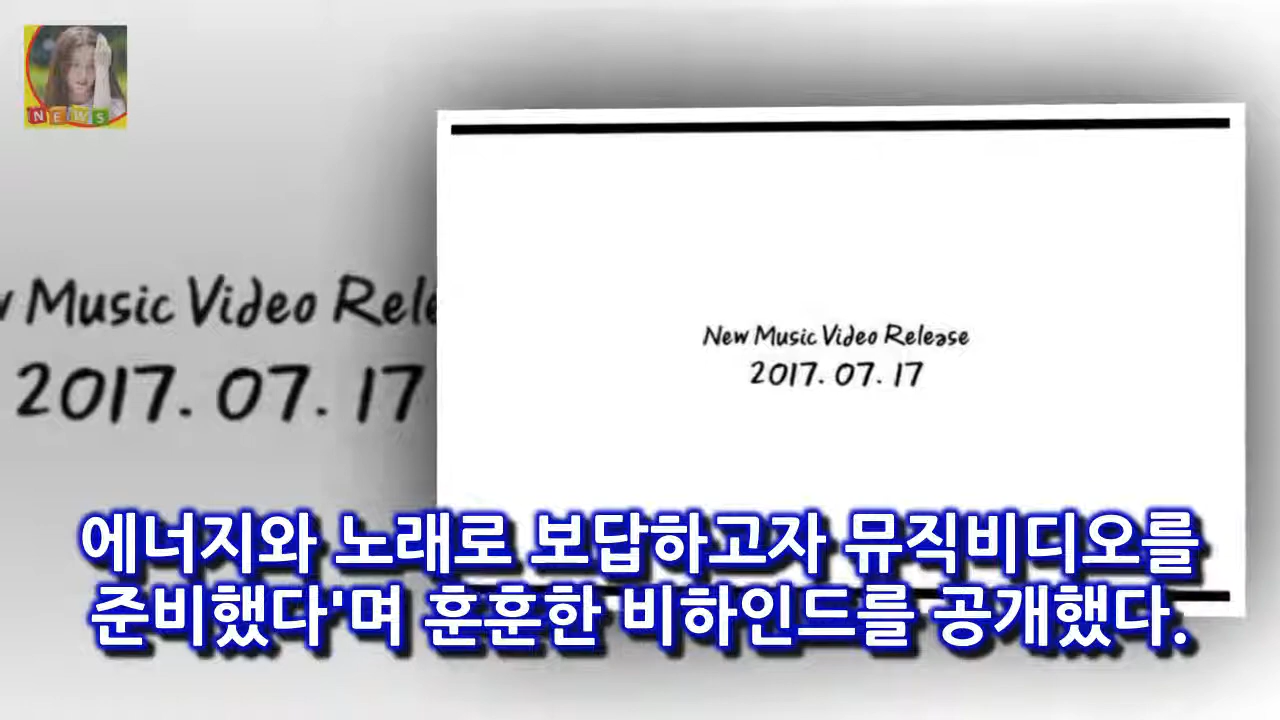 NEWS
w Music Video Rele
2017. 07. 17
New Music Video Release
2017. 07. 17
에너지와 노래로 보답하고자 뮤직비디오를
준비했다'며 훈훈한 비하인드를 공개했다.